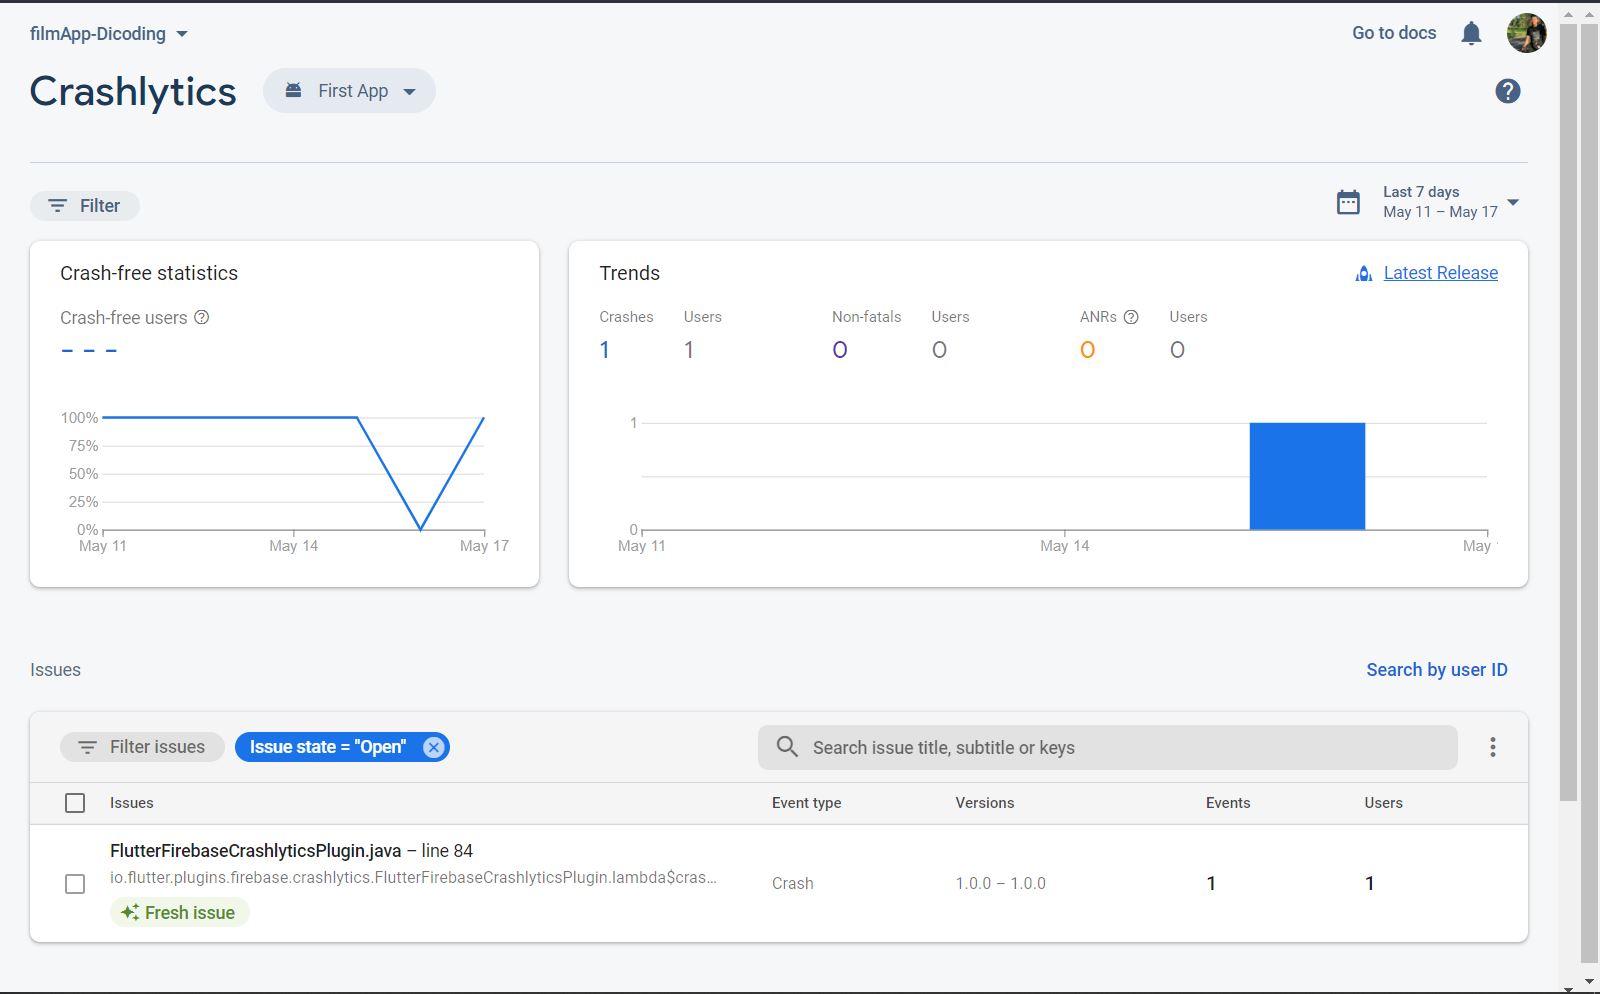 filmApp-Dicoding
Go to docs
Crashlytics
First App
Filter
Last 7 days
May 11 – May 17
Crash-free statistics
Crash-free users
– – –
100%
75%
50%
25%
0%
May 11
May 14
May 17
Trends
Latest Release
Crashes Users Non-fatals Users ANRs Users
1 1 0 0 0 0
1
0
May 11
May 14
May
Issues
Search by user ID
Filter issues
Issue state = "Open"
Search issue title, subtitle or keys
Issues Event type Versions Events Users
FlutterFirebaseCrashlyticsPlugin.java – line 84
io.flutter.plugins.firebase.crashlytics.FlutterFirebaseCrashlyticsPlugin.lambda$cras...
Crash 1.0.0 – 1.0.0 1 1
Fresh issue